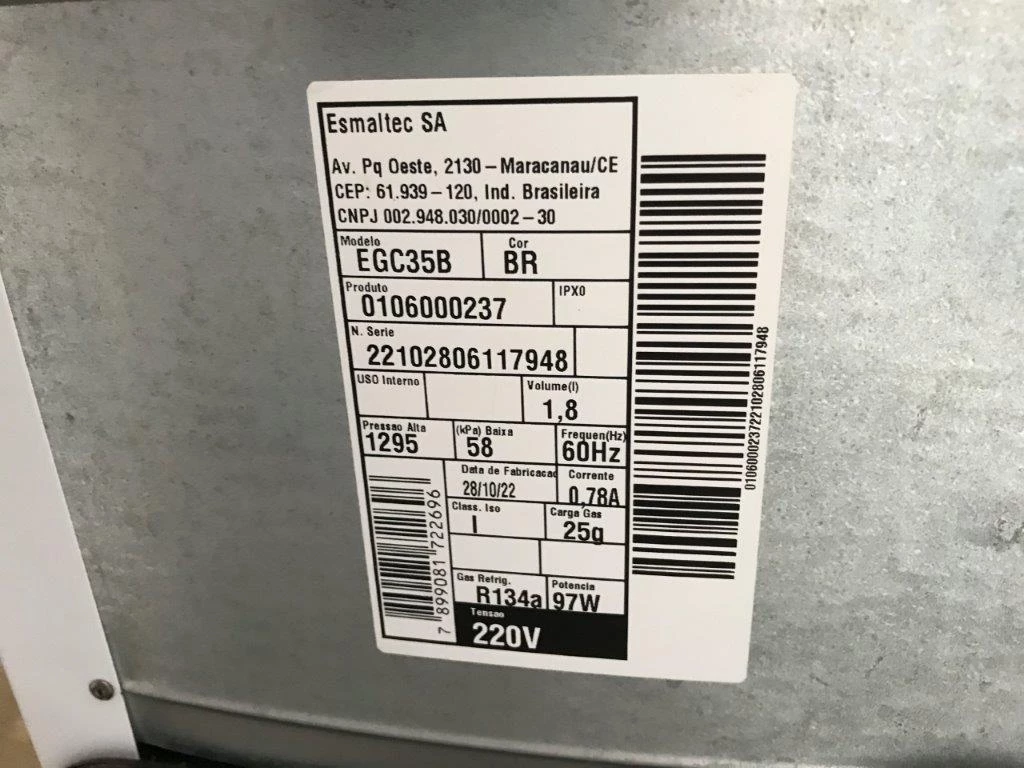 Esmaltec SA
Av. Pq Oeste, 2130 – Maracanau/CE
CEP: 61.939 – 120, Ind. Brasileira
CNPJ 002.948.030/0002 – 30
Modelo Cor
EGC35B BR
Produto IPX0
0106000237
N. Serie
22102806117948
USO Interno Volume(l)
1,8
Pressao Alta (kPa) Baixa Frequen(Hz)
1295 58 60Hz
Data de Fabricacao Corrente
28/10/22 0,78A
Class. Iso Carga Gas
I 25g
Gas Refrig. Potencia
R134a 97W
Tensao
220V
7 899081 722696
010600023722102806117948